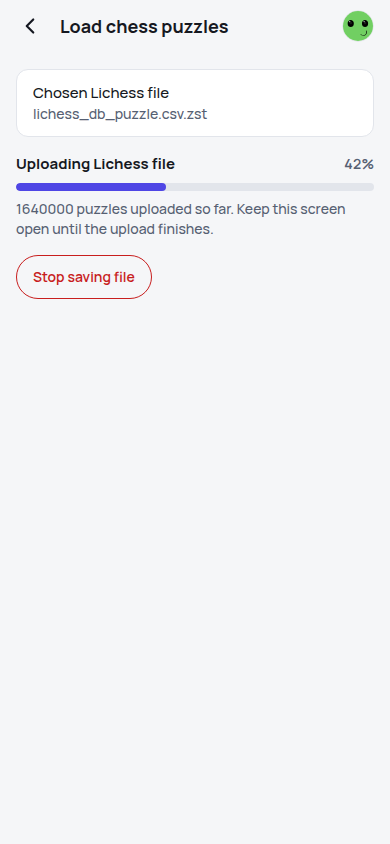 Load chess puzzles
Chosen Lichess file
lichess_db_puzzle.csv.zst
Uploading Lichess file 42%
1640000 puzzles uploaded so far. Keep this screen
open until the upload finishes.
Stop saving file